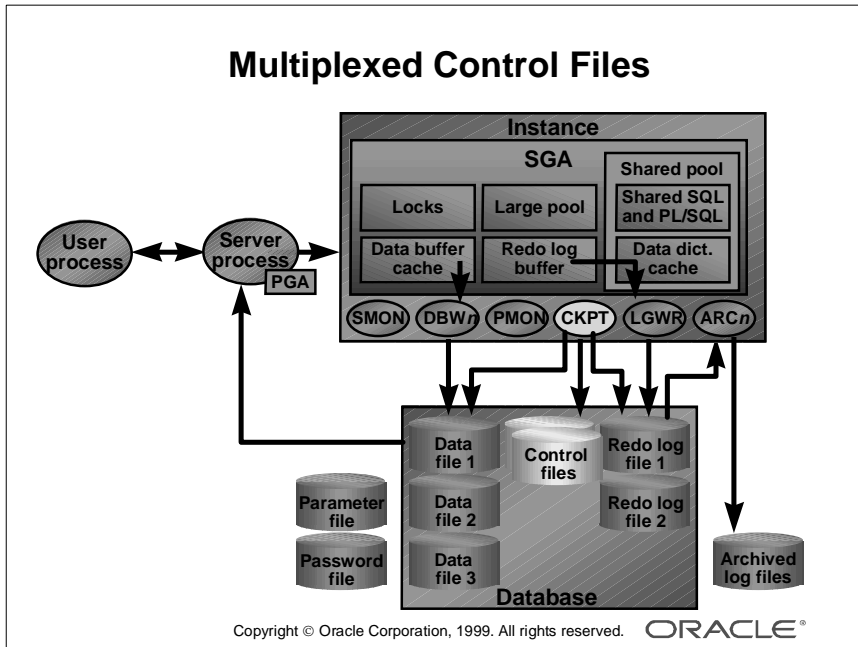 Multiplexed Control Files
Instance
SGA
Shared pool
Locks
Large pool
Shared SQL
and PL/SQL
User
process
Server
process
PGA
Data buffer
cache
Redo log
buffer
Data dict.
cache
SMON
DBWn
PMON
CKPT
LGWR
ARCn
Data
file 1
Control
files
Redo log
file 1
Parameter
file
Data
file 2
Redo log
file 2
Password
file
Data
file 3
Archived
log files
Database
Copyright © Oracle Corporation, 1999. All rights reserved.
ORACLE®